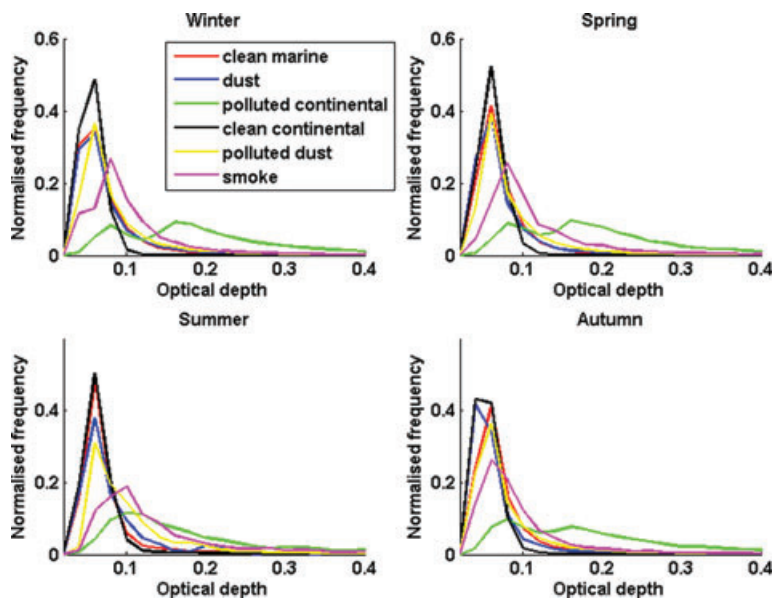 Winter
Normalised frequency
0.6
0.4
0.2
0
0.1
0.2
0.3
0.4
Optical depth
clean marine
dust
polluted continental
clean continental
polluted dust
smoke
Spring
Normalised frequency
0.6
0.4
0.2
0
0.1
0.2
0.3
0.4
Optical depth
Summer
Normalised frequency
0.4
0.2
0
0.1
0.2
0.3
0.4
Optical depth
Autumn
Normalised frequency
0.4
0.2
0
0.1
0.2
0.3
0.4
Optical depth